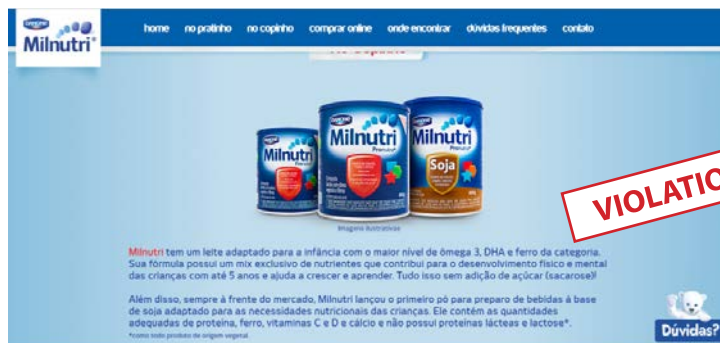 DANONE
Milnutri
home no pratinho no copinho comprar online onde encontrar dúvidas frequentes contato
Milnutri
Milnutri
Milnutri
Soja
VIOLATIO
Imagens ilustrativas
Milnutri tem um leite adaptado para a infância com o maior nível de ômega 3, DHA e ferro da categoria.
Sua fórmula possui um mix exclusivo de nutrientes que contribui para o desenvolvimento físico e mental
das crianças com até 5 anos e ajuda a crescer e aprender. Tudo isso sem adição de açúcar (sacarose)!
Além disso, sempre à frente do mercado, Milnutri lançou o primeiro pó para preparo de bebidas à base
de soja adaptado para as necessidades nutricionais das crianças. Ele contém as quantidades
adequadas de proteína, ferro, vitaminas C e D e cálcio e não possui proteínas lácteas e lactose*.
*como todo produto de origem vegetal
Dúvidas?